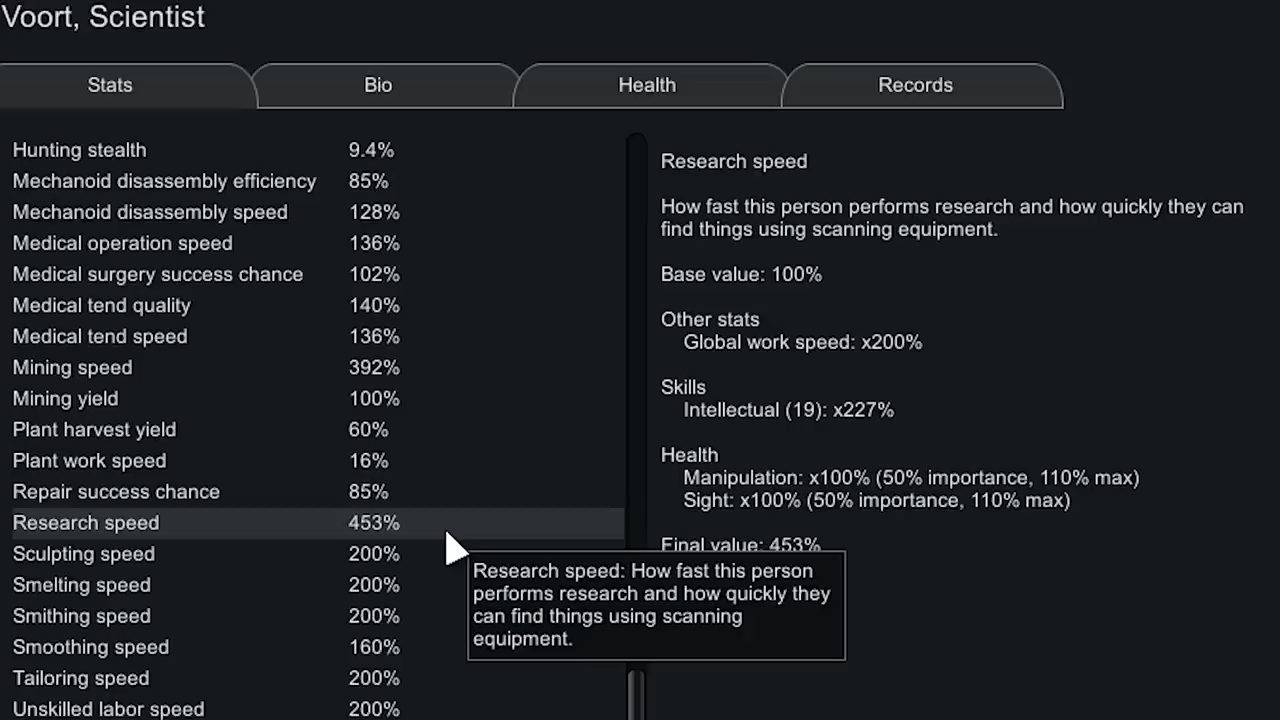 Voort, Scientist
Stats
Bio
Health
Records
Hunting stealth 9.4%
Mechanoid disassembly efficiency 85%
Mechanoid disassembly speed 128%
Medical operation speed 136%
Medical surgery success chance 102%
Medical tend quality 140%
Medical tend speed 136%
Mining speed 392%
Mining yield 100%
Plant harvest yield 60%
Plant work speed 16%
Repair success chance 85%
Research speed 453%
Sculpting speed 200%
Smelting speed 200%
Smithing speed 200%
Smoothing speed 160%
Tailoring speed 200%
Unskilled labor speed 200%
Research speed
How fast this person performs research and how quickly they can
find things using scanning equipment.
Base value: 100%
Other stats
Global work speed: x200%
Skills
Intellectual (19): x227%
Health
Manipulation: x100% (50% importance, 110% max)
Sight: x100% (50% importance, 110% max)
Final value: 453%
Research speed: How fast this person
performs research and how quickly they
can find things using scanning
equipment.